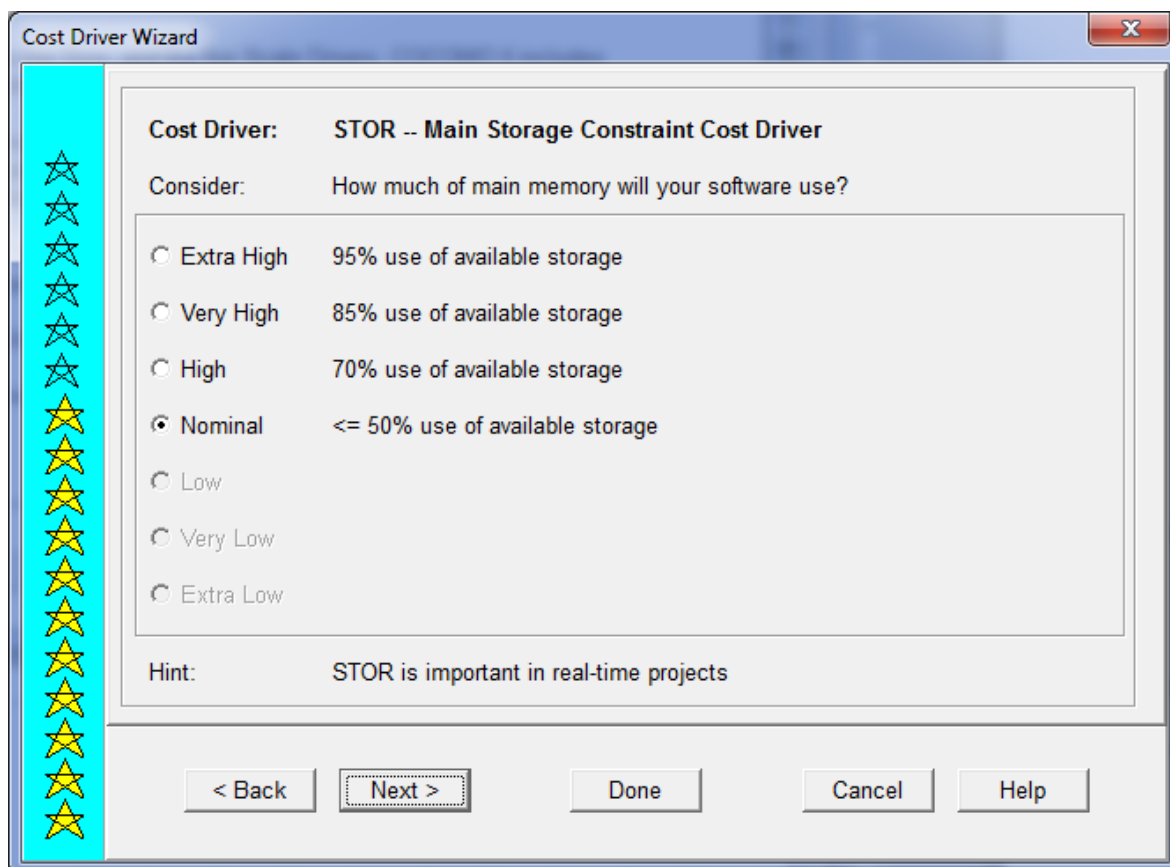 Cost Driver Wizard
Cost Driver: STOR -- Main Storage Constraint Cost Driver
Consider: How much of main memory will your software use?
Extra High 95% use of available storage
Very High 85% use of available storage
High 70% use of available storage
Nominal <= 50% use of available storage
Low
Very Low
Extra Low
Hint: STOR is important in real-time projects
< Back Next > Done Cancel Help